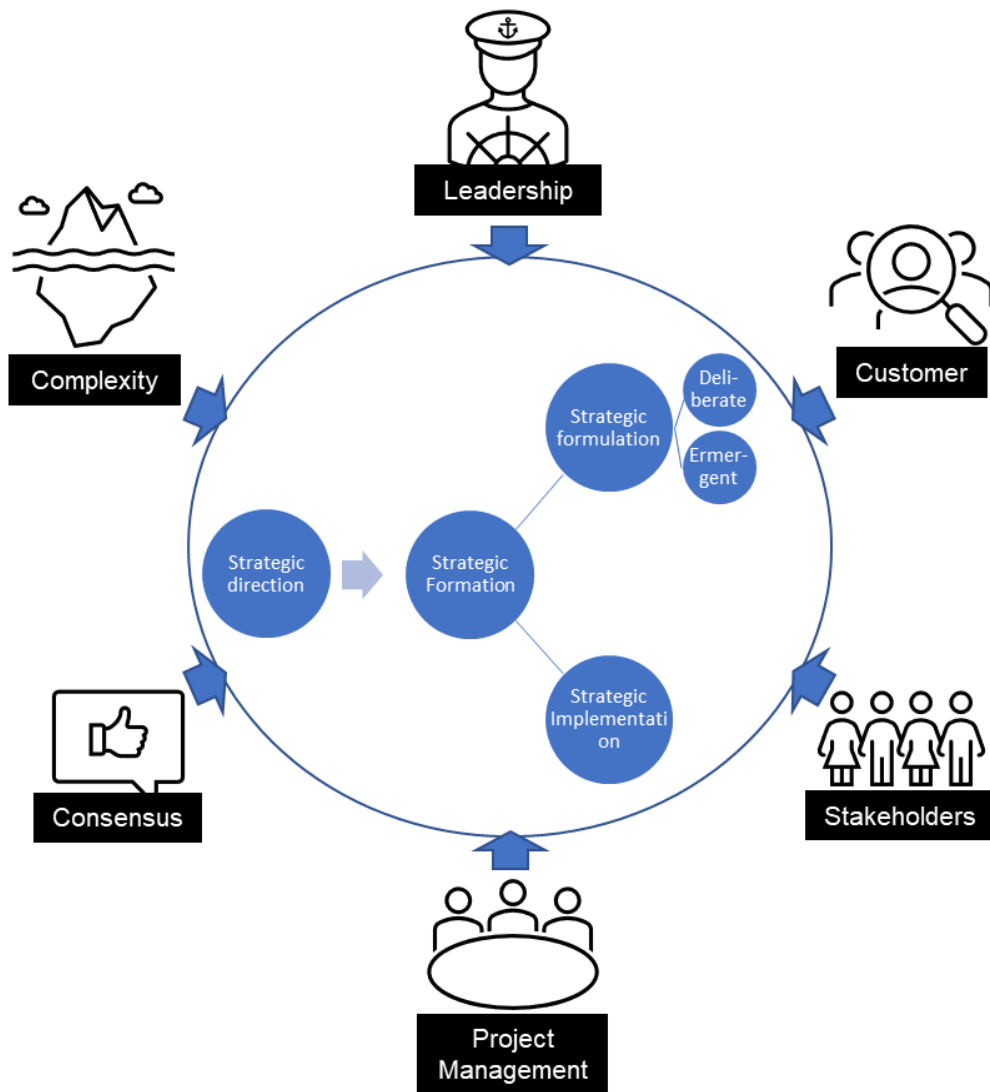 Leadership
Complexity
Customer
Deli-
berate
Strategic
formulation
Ermer-
gent
Strategic
direction
Strategic
Formation
Strategic
Implementati
on
Consensus
Stakeholders
Project
Management